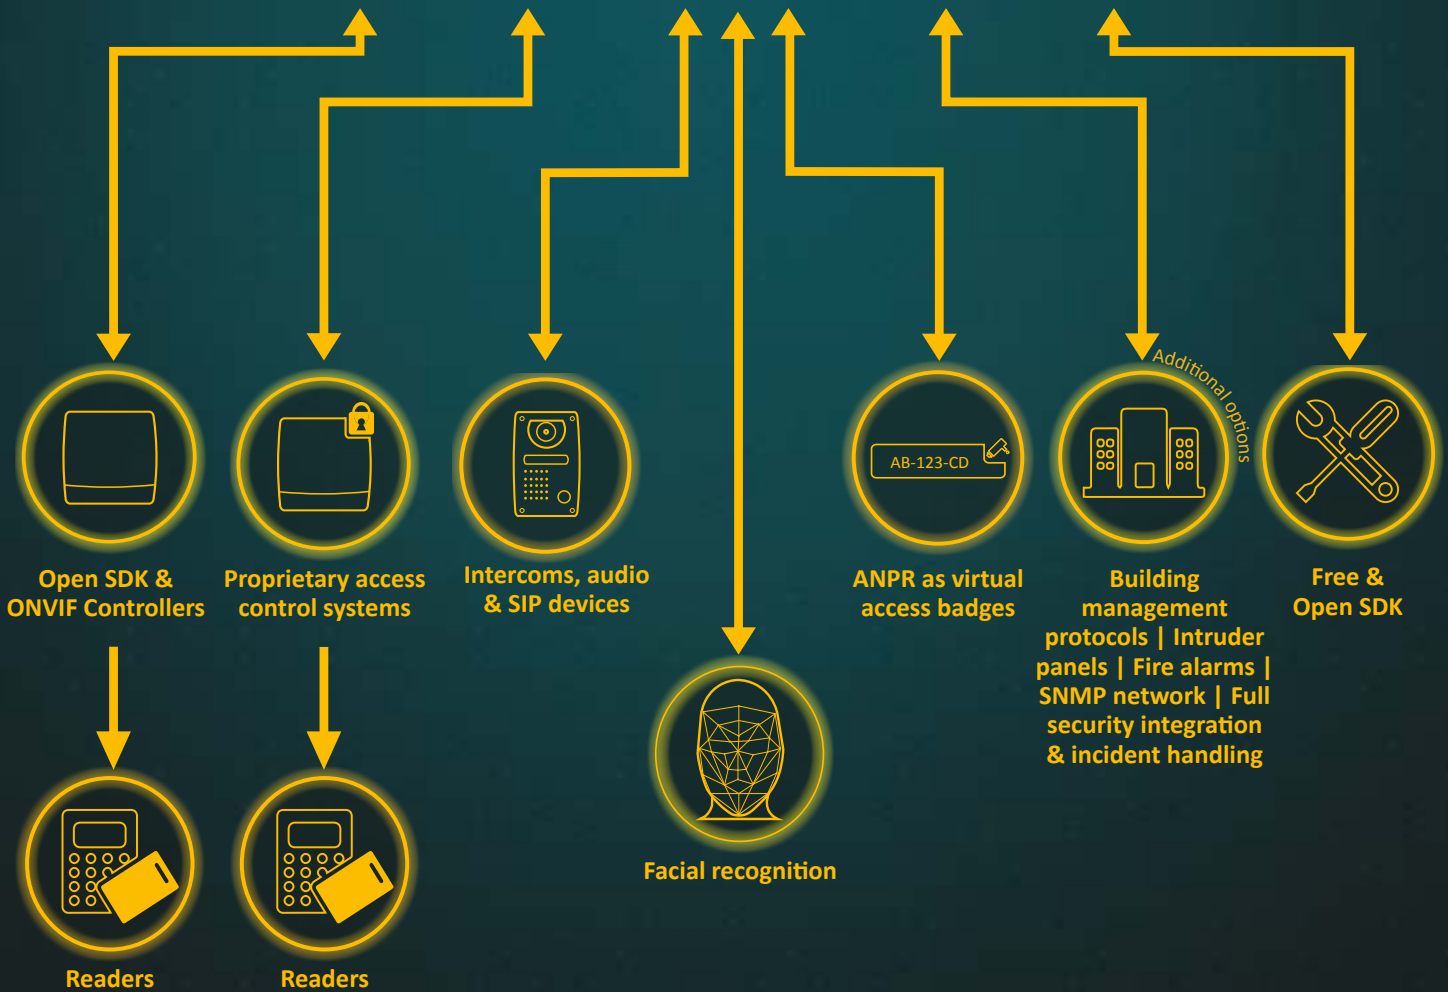 Additional options
AB-123-CD
Open SDK &
ONVIF Controllers
Proprietary access
control systems
Intercoms, audio
& SIP devices
ANPR as virtual
access badges
Building
management
protocols | Intruder
panels | Fire alarms |
SNMP network | Full
security integration
& incident handling
Free &
Open SDK
Facial recognition
Readers
Readers